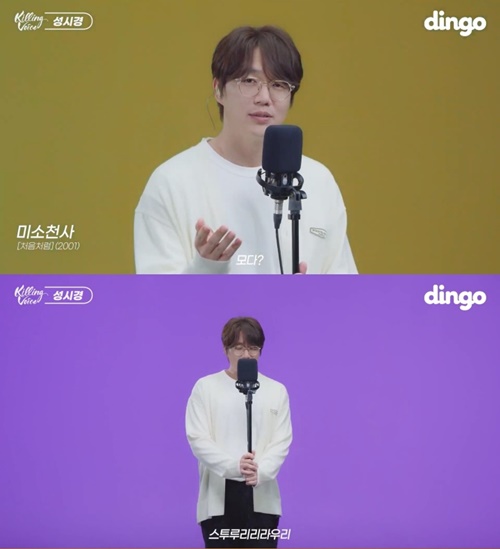 Killing Voice 성시경
dingo
미소천사
[처음처럼] (2001)
모다?
Killing Voice 성시경
dingo
스투루리리라우리